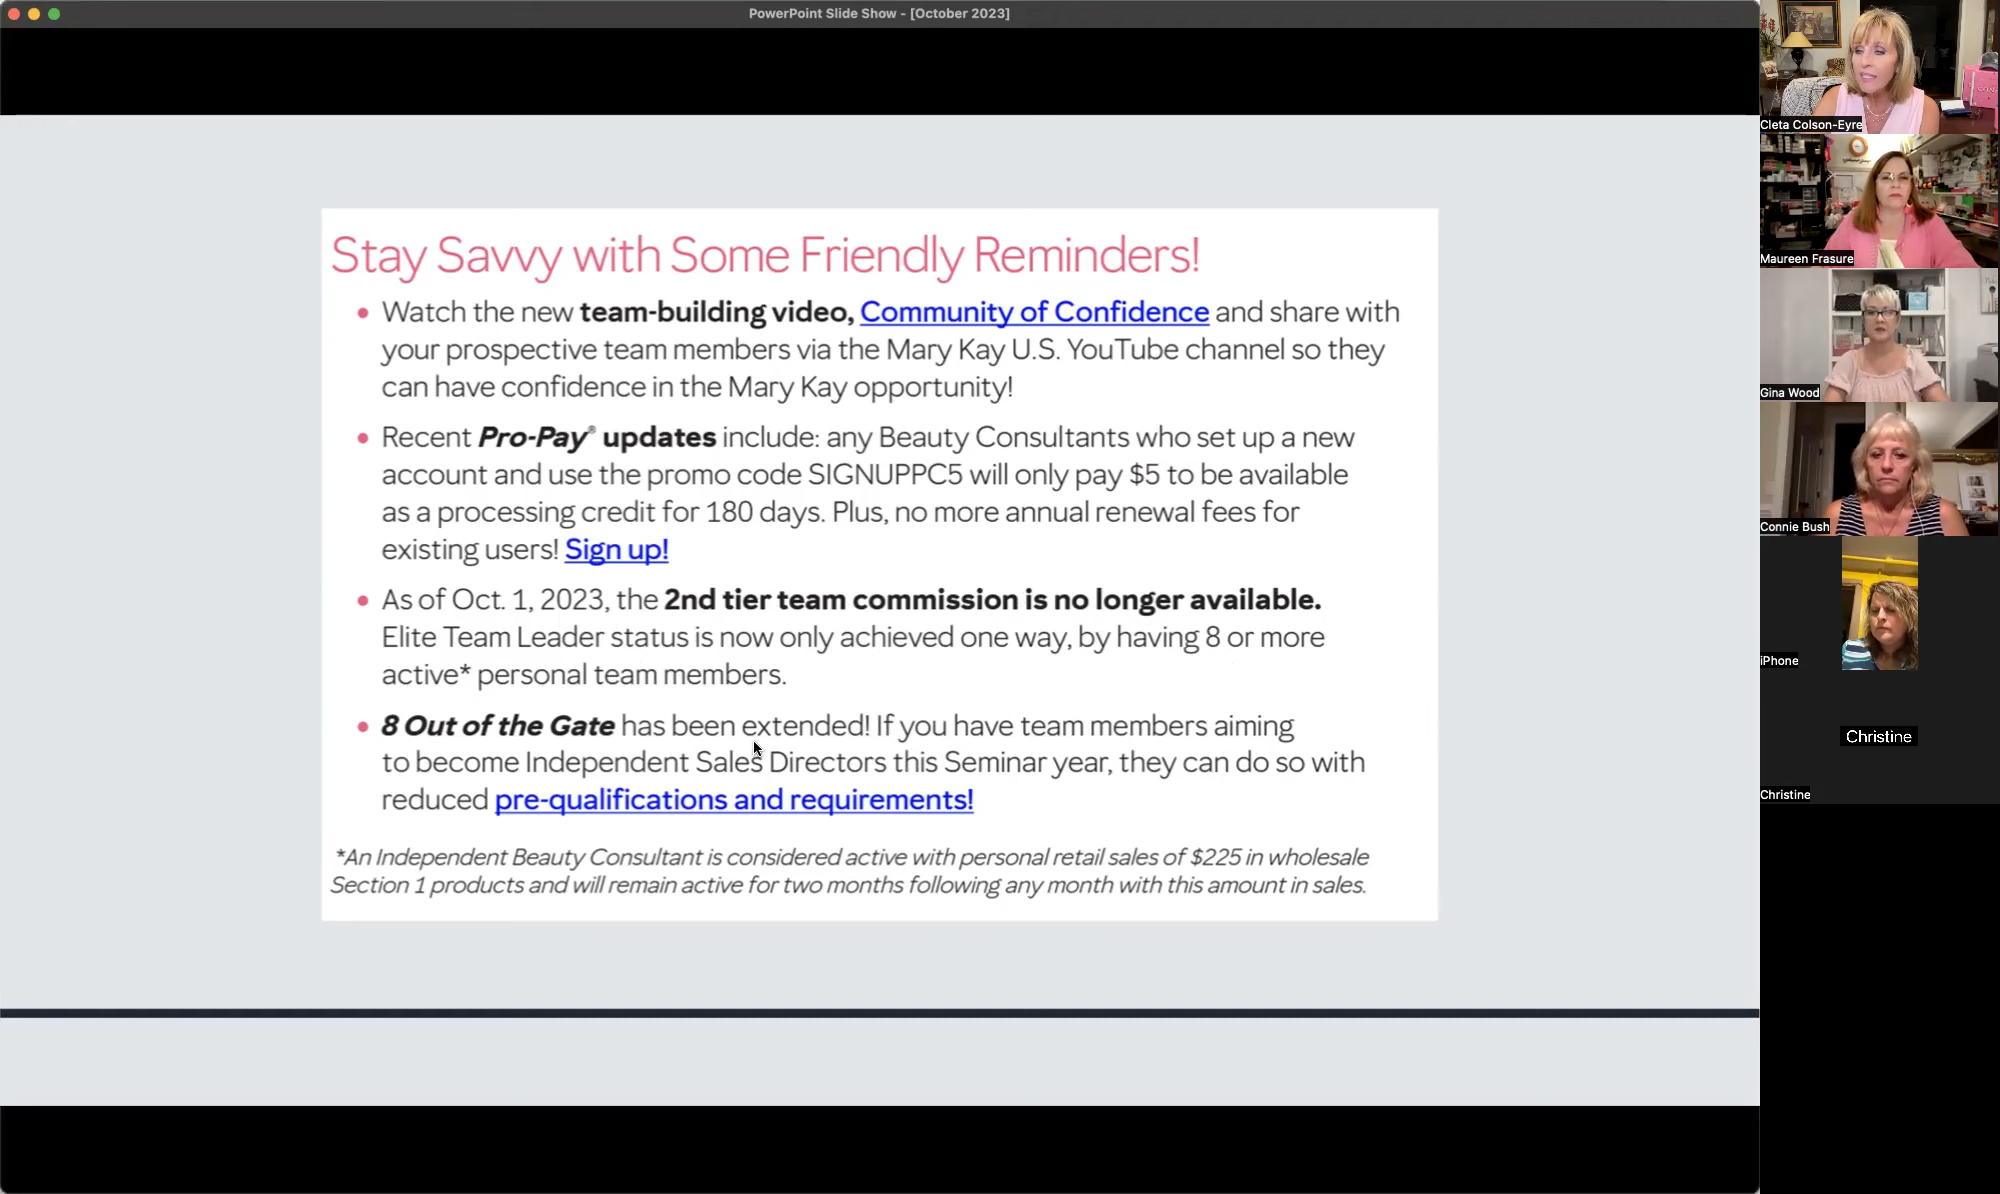 PowerPoint Slide Show - [October 2023]
Stay Savvy with Some Friendly Reminders!
• Watch the new team-building video, Community of Confidence and share with
your prospective team members via the Mary Kay U.S. YouTube channel so they
can have confidence in the Mary Kay opportunity!
• Recent Pro-Pay® updates include: any Beauty Consultants who set up a new
account and use the promo code SIGNUPPC5 will only pay $5 to be available
as a processing credit for 180 days. Plus, no more annual renewal fees for
existing users! Sign up!
• As of Oct. 1, 2023, the 2nd tier team commission is no longer available.
Elite Team Leader status is now only achieved one way, by having 8 or more
active* personal team members.
• 8 Out of the Gate has been extended! If you have team members aiming
to become Independent Sales Directors this Seminar year, they can do so with
reduced pre-qualifications and requirements!
*An Independent Beauty Consultant is considered active with personal retail sales of $225 in wholesale
Section 1 products and will remain active for two months following any month with this amount in sales.
Cleta Colson-Eyre
Maureen Frasure
Gina Wood
Connie Bush
iPhone
Christine
Christine